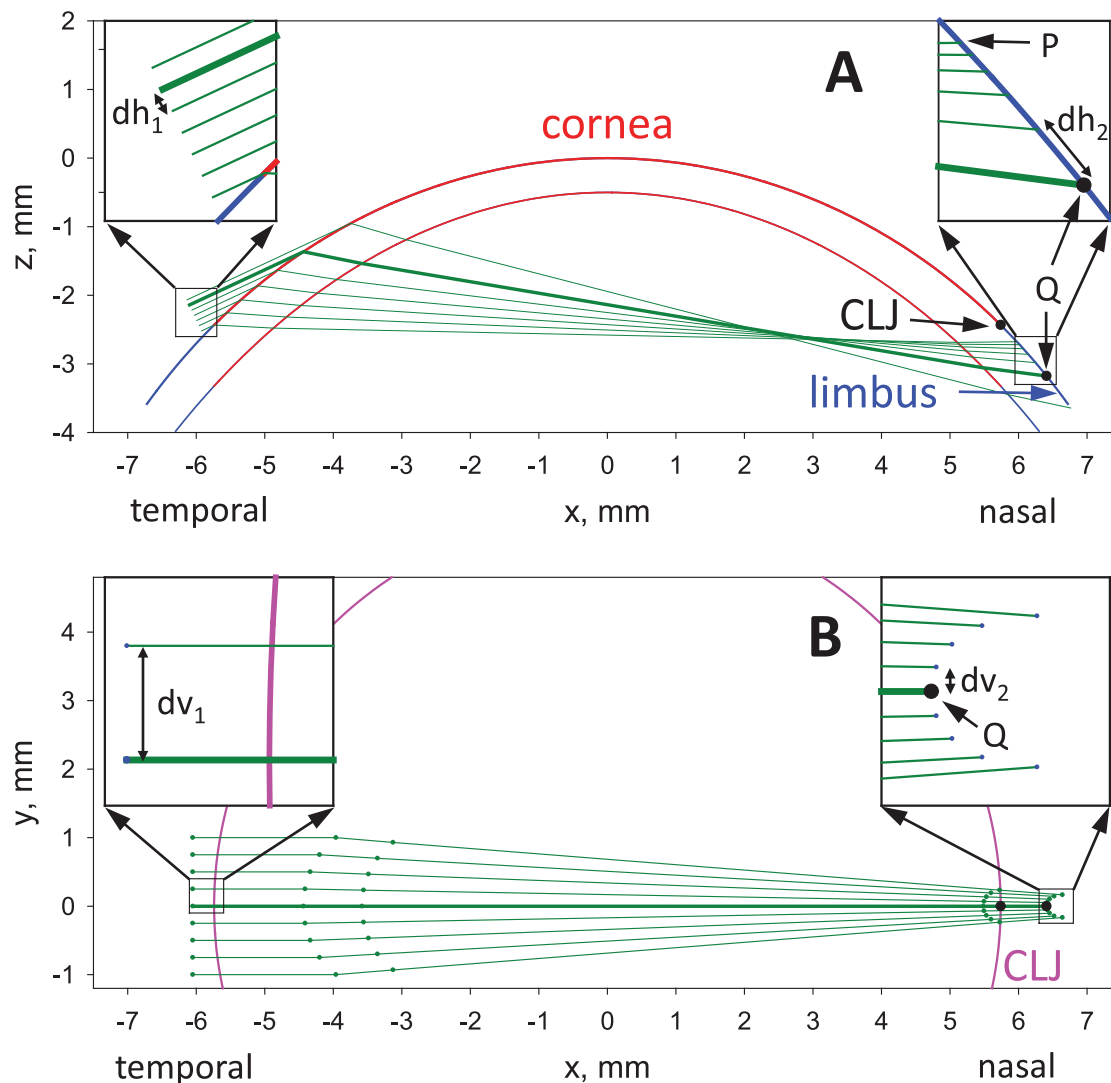 A
cornea
dh1
P
dh2
Q
CLJ
limbus
z, mm
2
1
0
-1
-2
-3
-4
-7 -6 -5 -4 -3 -2 -1 0 1 2 3 4 5 6 7
temporal x, mm nasal
B
dv1
dv2
Q
CLJ
y, mm
4
3
2
1
0
-1
-7 -6 -5 -4 -3 -2 -1 0 1 2 3 4 5 6 7
temporal x, mm nasal